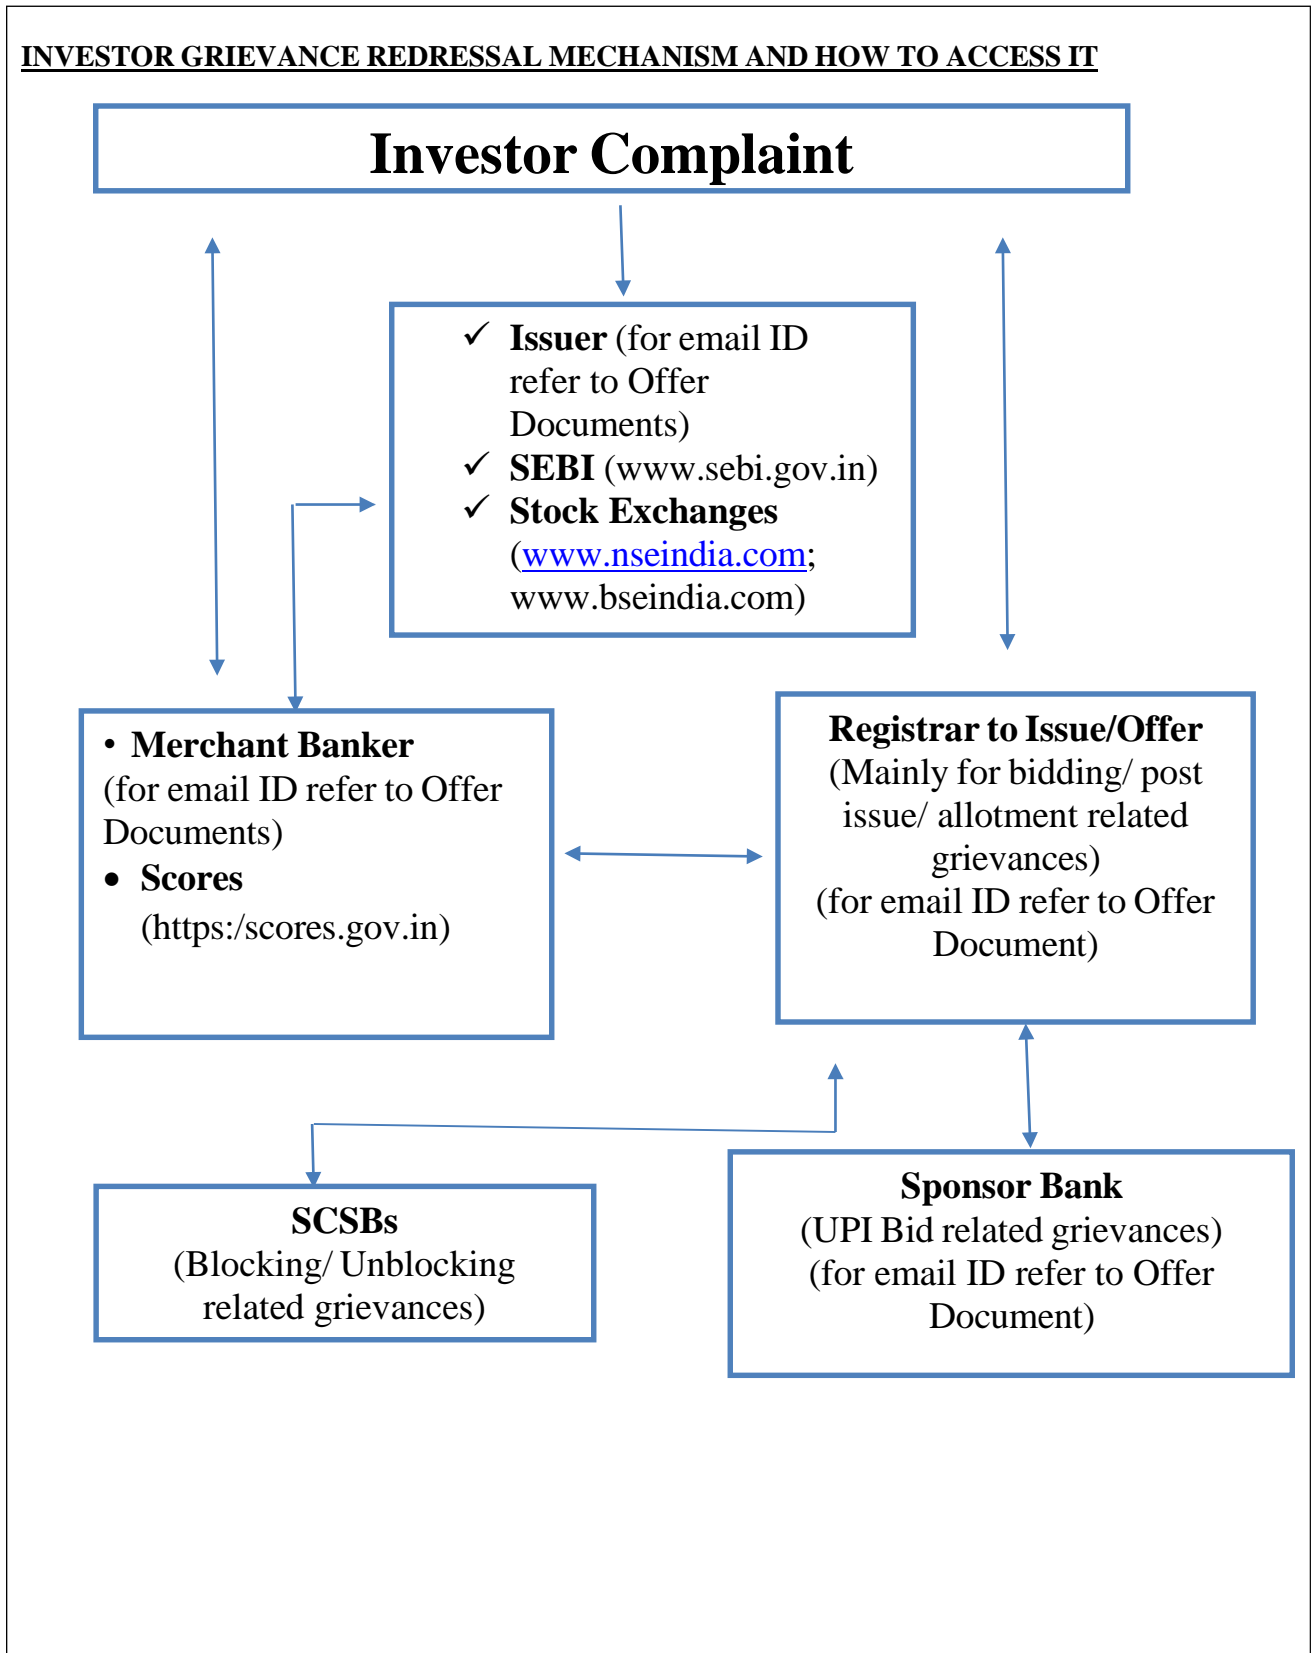 INVESTOR GRIEVANCE REDRESSAL MECHANISM AND HOW TO ACCESS IT
Investor Complaint
✓ Issuer (for email ID
refer to Offer
Documents)
✓ SEBI (www.sebi.gov.in)
✓ Stock Exchanges
(www.nseindia.com;
www.bseindia.com)
• Merchant Banker
(for email ID refer to Offer
Documents)
• Scores
(https:/scores.gov.in)
Registrar to Issue/Offer
(Mainly for bidding/ post
issue/ allotment related
grievances)
(for email ID refer to Offer
Document)
SCSBs
(Blocking/ Unblocking
related grievances)
Sponsor Bank
(UPI Bid related grievances)
(for email ID refer to Offer
Document)